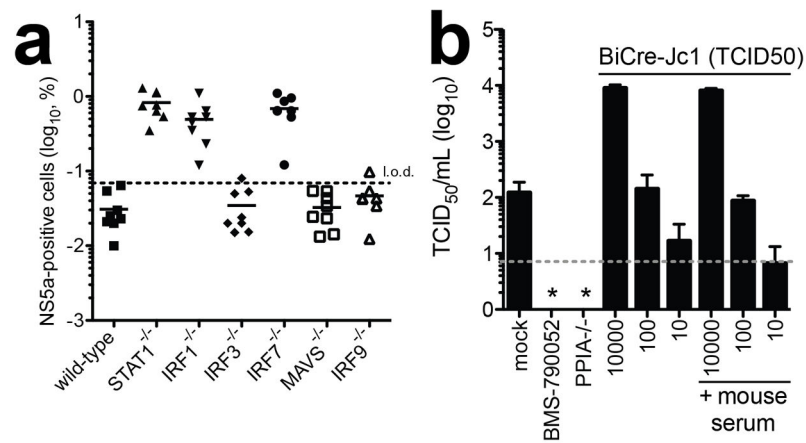 a
NS5a-positive cells (log10, %)
1
0
-1
-2
-3
l.o.d.
wild-type
STAT1-/-
IRF1-/-
IRF3-/-
IRF7-/-
MAVS-/-
IRF9-/-
b
TCID50/mL (log10)
5
4
3
2
1
0
BiCre-Jc1 (TCID50)
* *
mock
BMS-790052
PPIA-/-
10000
100
10
10000
100
10
+ mouse
serum